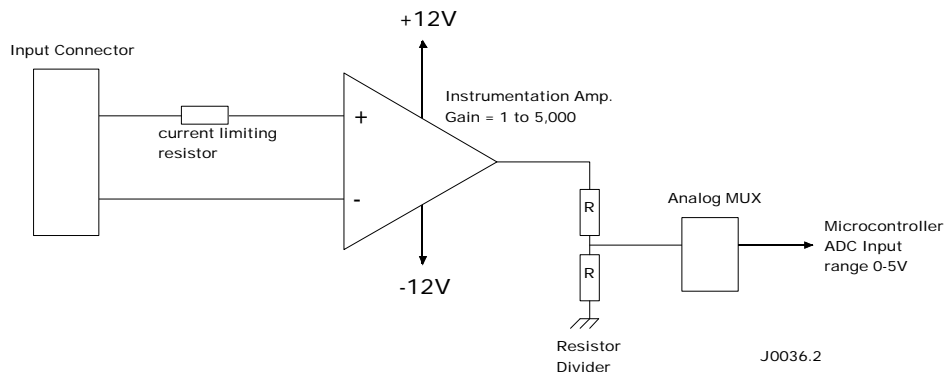 +12V
Input Connector
Instrumentation Amp.
Gain = 1 to 5,000
+
current limiting
resistor
-
R
Analog MUX
Microcontroller
ADC Input
range 0-5V
R
-12V
Resistor
Divider
J0036.2